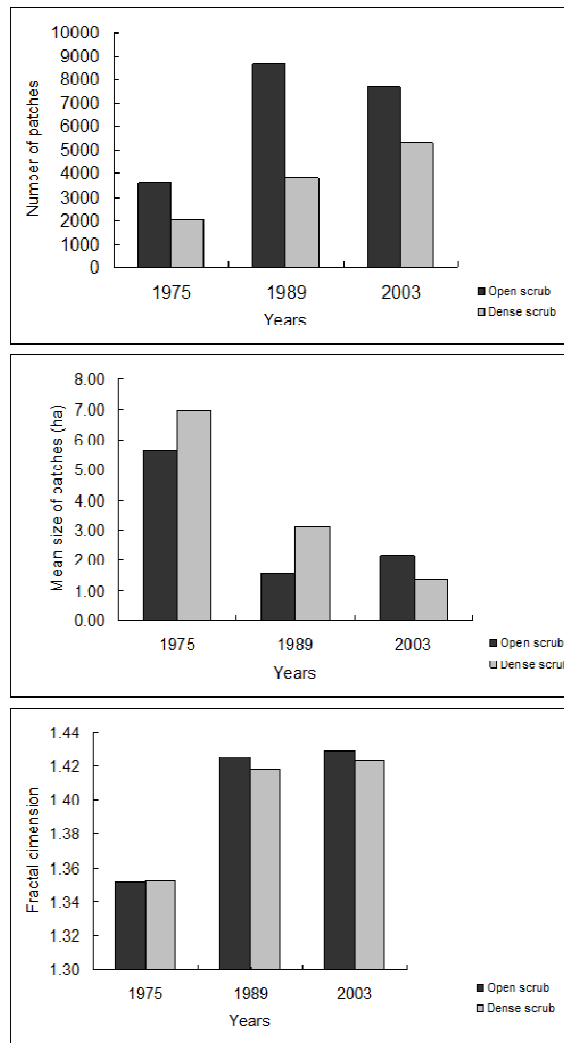 Number of patches
10000
9000
8000
7000
6000
5000
4000
3000
2000
1000
0
1975 1989 2003
Years
Open scrub
Dense scrub
Mean size of patches (ha)
8.00
7.00
6.00
5.00
4.00
3.00
2.00
1.00
0.00
1975 1989 2003
Years
Open scrub
Dense scrub
Fractal dimension
1.44
1.42
1.40
1.38
1.36
1.34
1.32
1.30
1975 1989 2003
Years
Open scrub
Dense scrub